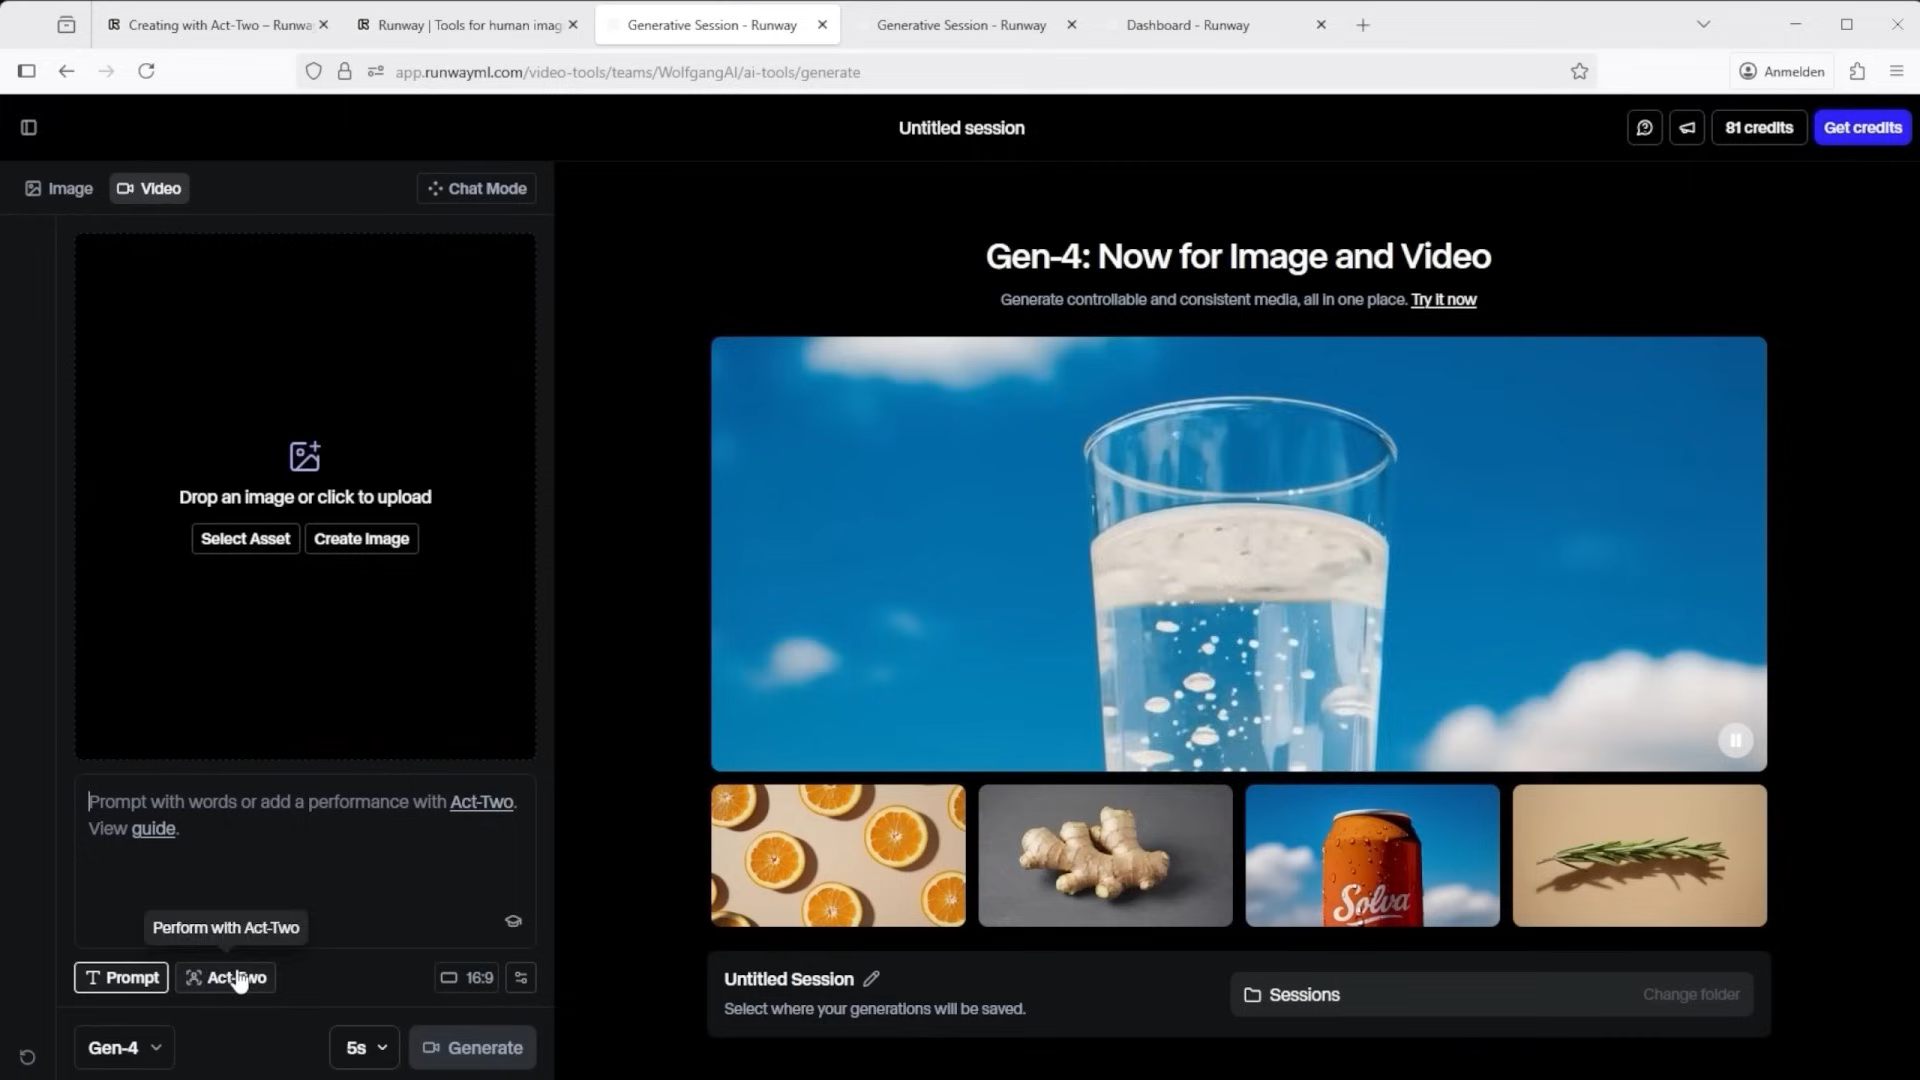 Creating with Act-Two – Runwa
Runway | Tools for human imag
Generative Session - Runway
Generative Session - Runway
Dashboard - Runway
app.runwayml.com/video-tools/teams/WolfgangAI/ai-tools/generate
Anmelden
Untitled session
81 credits
Get credits
Image
Video
Chat Mode
Gen-4: Now for Image and Video
Generate controllable and consistent media, all in one place. Try it now
Drop an image or click to upload
Select Asset
Create Image
Prompt with words or add a performance with Act-Two.
View guide.
Solva
Perform with Act-Two
Prompt
Act-Two
16:9
Untitled Session
Select where your generations will be saved.
Sessions
Change folder
Gen-4
5s
Generate